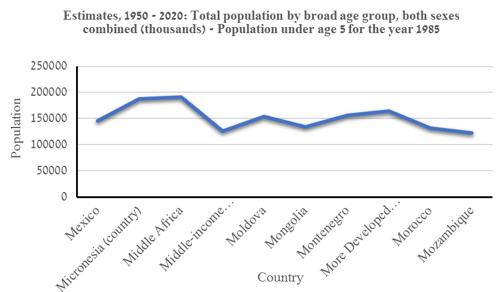 Estimates, 1950 - 2020: Total population by broad age group, both sexes
combined (thousands) - Population under age 5 for the year 1985
250000
200000
150000
100000
50000
0
Population
Mexico
Micronesia (country)
Middle Africa
Middle-income...
Moldova
Mongolia
Montenegro
More Developed...
Morocco
Mozambique
Country